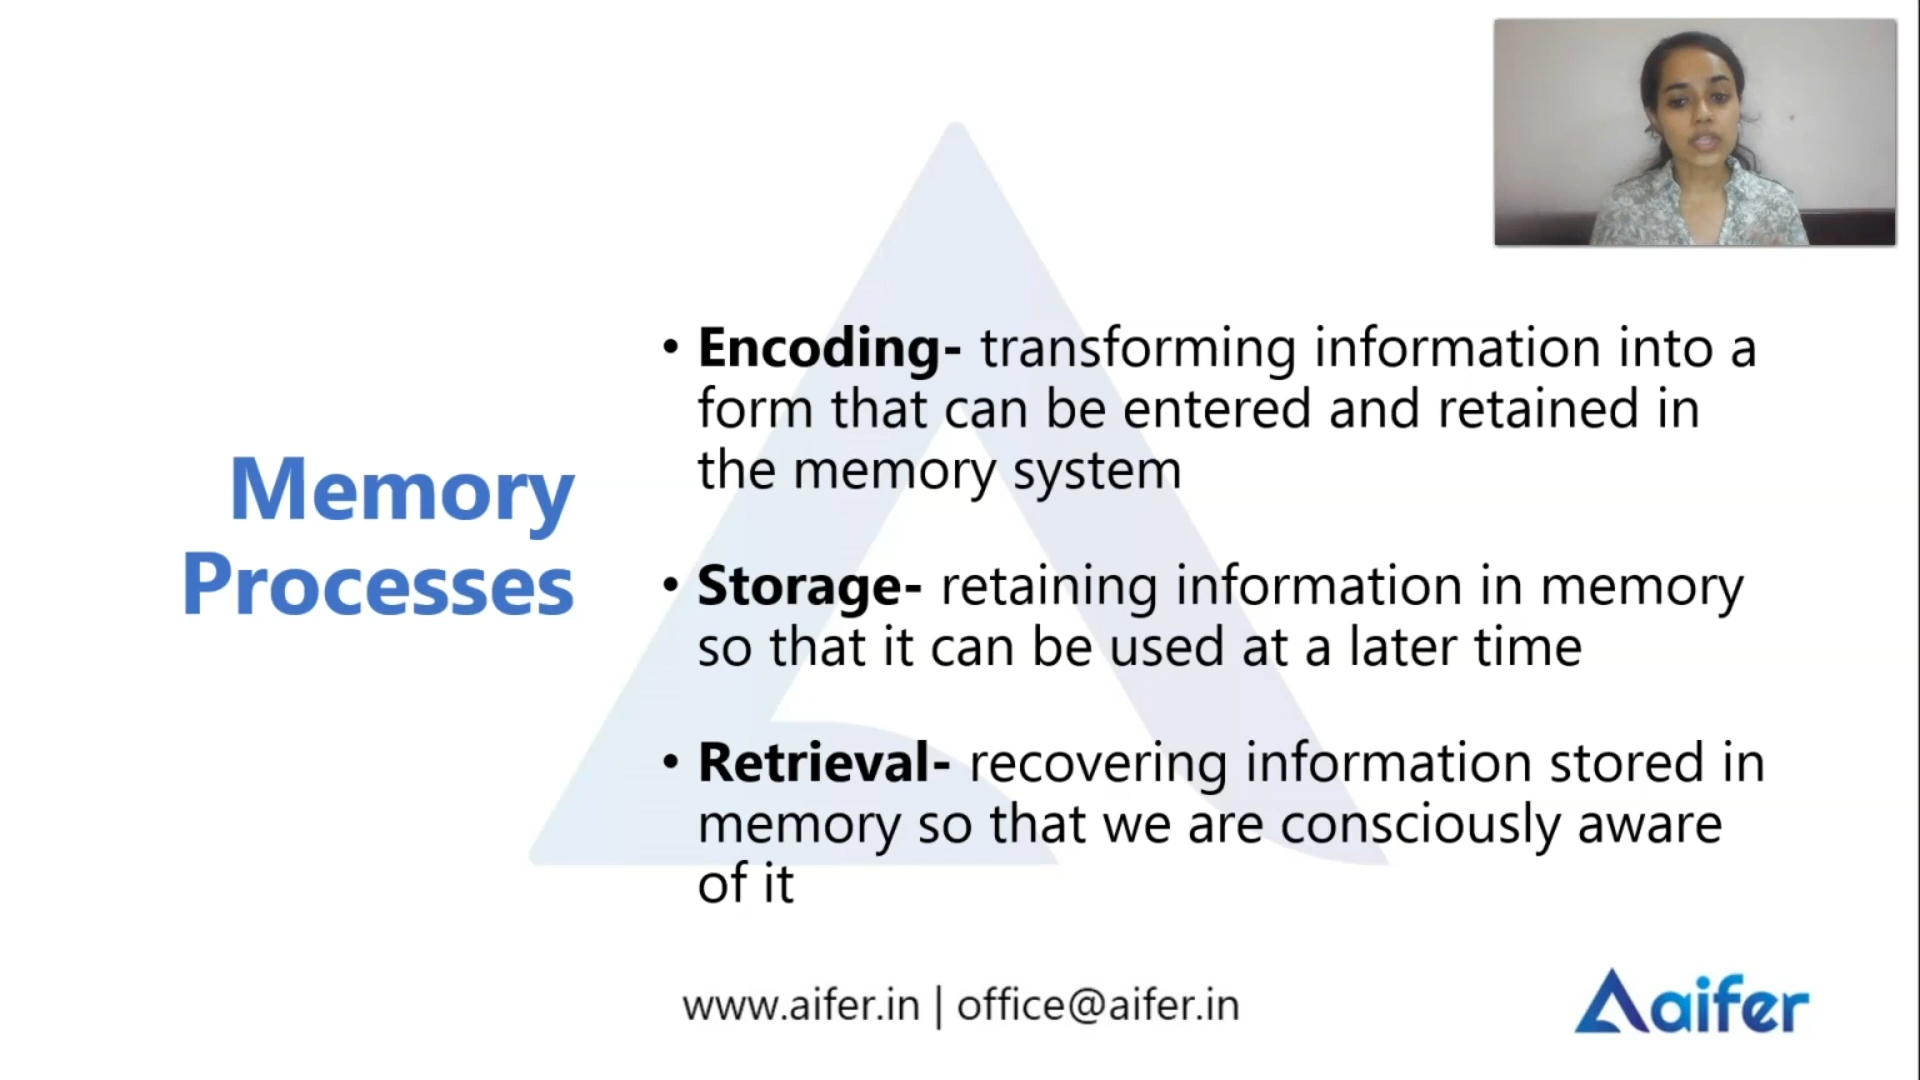 Memory
Processes
• Encoding- transforming information into a
form that can be entered and retained in
the memory system
• Storage- retaining information in memory
so that it can be used at a later time
• Retrieval- recovering information stored in
memory so that we are consciously aware
of it
www.aifer.in | office@aifer.in
aifer